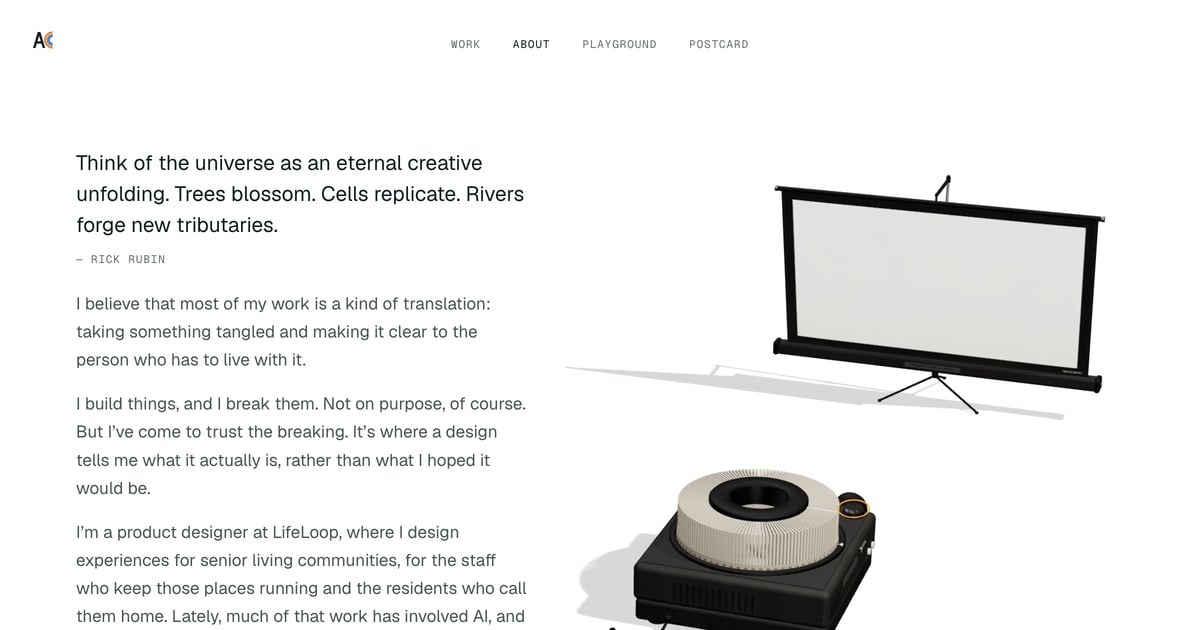 AC
WORK
ABOUT
PLAYGROUND
POSTCARD
Think of the universe as an eternal creative
unfolding. Trees blossom. Cells replicate. Rivers
forge new tributaries.
— RICK RUBIN
I believe that most of my work is a kind of translation:
taking something tangled and making it clear to the
person who has to live with it.
I build things, and I break them. Not on purpose, of course.
But I’ve come to trust the breaking. It’s where a design
tells me what it actually is, rather than what I hoped it
would be.
I’m a product designer at LifeLoop, where I design
experiences for senior living communities, for the staff
who keep those places running and the residents who call
them home. Lately, much of that work has involved AI, and